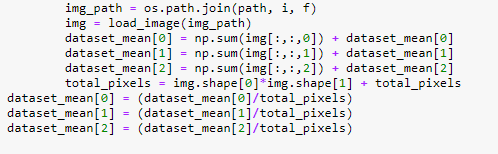 img_path = os.path.join(path, i, f)
img = load_image(img_path)
dataset_mean[0] = np.sum(img[:,:,0]) + dataset_mean[0]
dataset_mean[1] = np.sum(img[:,:,1]) + dataset_mean[1]
dataset_mean[2] = np.sum(img[:,:,2]) + dataset_mean[2]
total_pixels = img.shape[0]*img.shape[1] + total_pixels
dataset_mean[0] = (dataset_mean[0]/total_pixels)
dataset_mean[1] = (dataset_mean[1]/total_pixels)
dataset_mean[2] = (dataset_mean[2]/total_pixels)